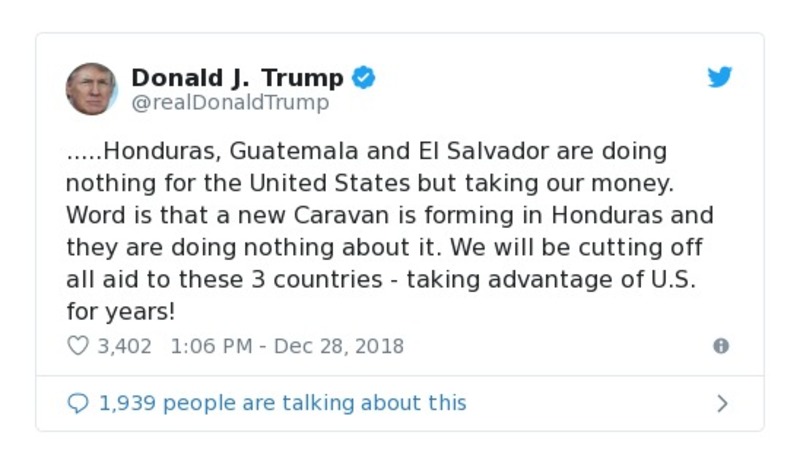 Donald J. Trump
@realDonaldTrump
.....Honduras, Guatemala and El Salvador are doing
nothing for the United States but taking our money.
Word is that a new Caravan is forming in Honduras and
they are doing nothing about it. We will be cutting off
all aid to these 3 countries - taking advantage of U.S.
for years!
3,402 1:06 PM - Dec 28, 2018
1,939 people are talking about this